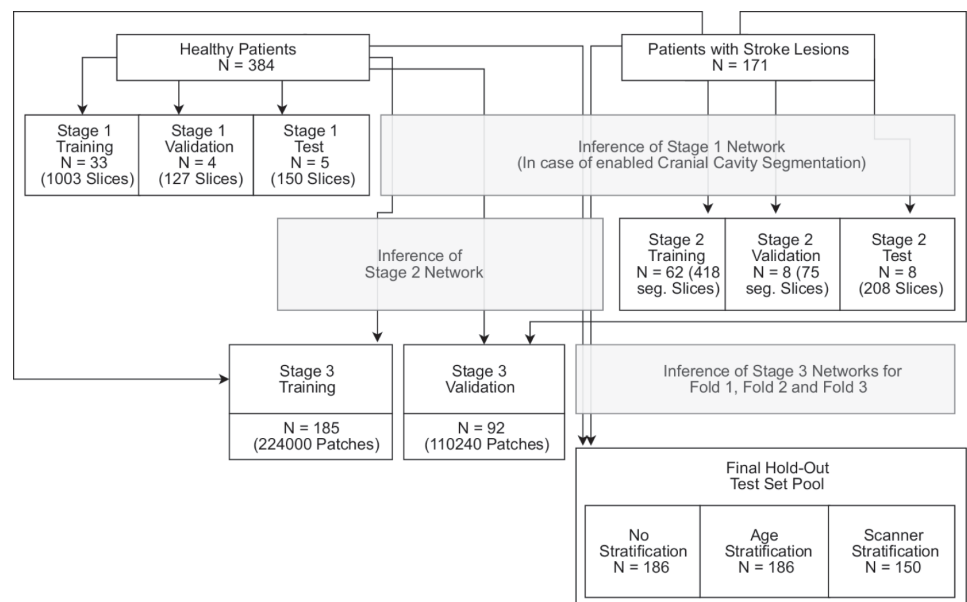 Healthy Patients
N = 384
Patients with Stroke Lesions
N = 171
Stage 1
Training
N = 33
(1003 Slices)
Stage 1
Validation
N = 4
(127 Slices)
Stage 1
Test
N = 5
(150 Slices)
Inference of Stage 1 Network
(In case of enabled Cranial Cavity Segmentation)
Inference of
Stage 2 Network
Stage 2
Training
N = 62 (418
seg. Slices)
Stage 2
Validation
N = 8 (75
seg. Slices)
Stage 2
Test
N = 8
(208 Slices)
Stage 3
Training
N = 185
(224000 Patches)
Stage 3
Validation
N = 92
(110240 Patches)
Inference of Stage 3 Networks for
Fold 1, Fold 2 and Fold 3
Final Hold-Out
Test Set Pool
No
Stratification
N = 186
Age
Stratification
N = 186
Scanner
Stratification
N = 150